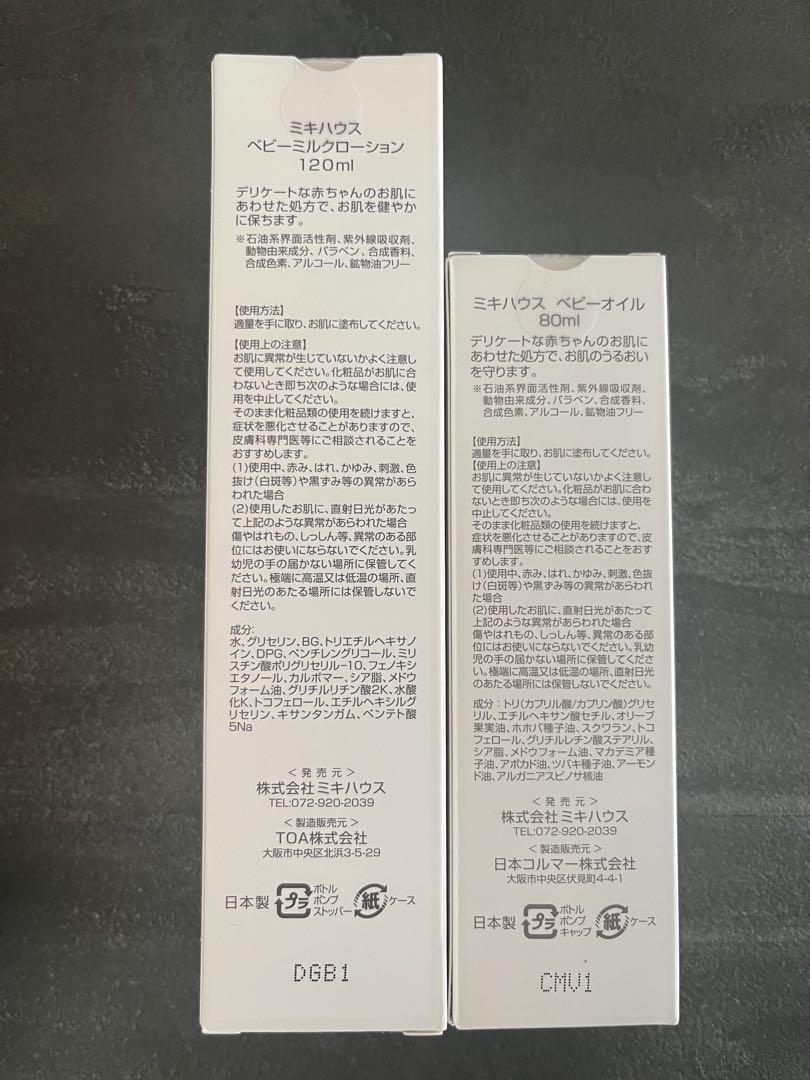 ミキハウス
ベビーミルクローション
120ml
デリケートな赤ちゃんのお肌に
あわせた処方で、お肌を健やか
に保ちます。
※石油系界面活性剤、紫外線吸収剤、
動物由来成分、パラベン、合成香料、
合成色素、アルコール、鉱物油フリー
【使用方法】
適量を手に取り、お肌に塗布してください。
【使用上の注意】
お肌に異常が生じていないかよく注意し
て使用してください。化粧品がお肌に合
わないとき即ち次のような場合には、使
用を中止してください。
そのまま化粧品類の使用を続けますと、
症状を悪化させることがありますので、
皮膚科専門医等にご相談されることを
おすすめします。
(1)使用中、赤み、はれ、かゆみ、刺激、色
抜け(白斑等)や黒ずみ等の異常があら
われた場合
(2)使用したお肌に、直射日光があたっ
て上記のような異常があらわれた場合
傷やはれもの、しっしん等、異常のある部
位にはお使いにならないでください。乳
幼児の手の届かない場所に保管してく
ださい。極端に高温又は低温の場所、直
射日光のあたる場所には保管しないで
ください。
成分:
水、グリセリン、BG、トリエチルヘキサノ
イン、DPG、ペンチレングリコール、ミリ
スチン酸ポリグリセリル-10、フェノキシ
エタノール、カルボマー、シア脂、メドウ
フォーム油、グリチルリチン酸2K、水酸
化K、トコフェロール、エチルヘキシルグ
リセリン、キサンタンガム、ペンテト酸
5Na
<発売元>
株式会社ミキハウス
TEL:072-920-2039
<製造販売元>
TOA株式会社
大阪市中央区北浜3-5-29
日本製 プラ ボトル ポンプ ストッパー 紙 ケース
DGB1
ミキハウス ベビーオイル
80ml
デリケートな赤ちゃんのお肌に
あわせた処方で、お肌のうるおい
を守ります。
※石油系界面活性剤、紫外線吸収剤、
動物由来成分、パラベン、合成香料、
合成色素、アルコール、鉱物油フリー
【使用方法】
適量を手に取り、お肌に塗布してください。
【使用上の注意】
お肌に異常が生じていないかよく注意し
て使用してください。化粧品がお肌に合わ
ないとき即ち次のような場合には、使用を
中止してください。
そのまま化粧品類の使用を続けますと、
症状を悪化させることがありますので、皮
膚科専門医等にご相談されることをおす
すめします。
(1)使用中、赤み、はれ、かゆみ、刺激、色抜
け(白斑等)や黒ずみ等の異常があらわれ
た場合
(2)使用したお肌に、直射日光があたって
上記のような異常があらわれた場合
傷やはれもの、しっしん等、異常のある部
位にはお使いにならないでください。乳幼
児の手の届かない場所に保管してくださ
い。極端に高温又は低温の場所、直射日光
のあたる場所には保管しないでください。
成分:トリ(カプリル酸/カプリン酸)グリセ
リル、エチルヘキサン酸セチル、オリーブ
果実油、ホホバ種子油、スクワラン、トコ
フェロール、グリチルレチン酸ステアリル、
シア脂、メドウフォーム油、マカデミア種
子油、アボカド油、ツバキ種子油、アーモン
ド油、アルガニアスピノサ核油
<発売元>
株式会社ミキハウス
TEL:072-920-2039
<製造販売元>
日本コルマー株式会社
大阪市中央区伏見町4-4-1
日本製 プラ ボトル ポンプ キャップ 紙 ケース
CMV1